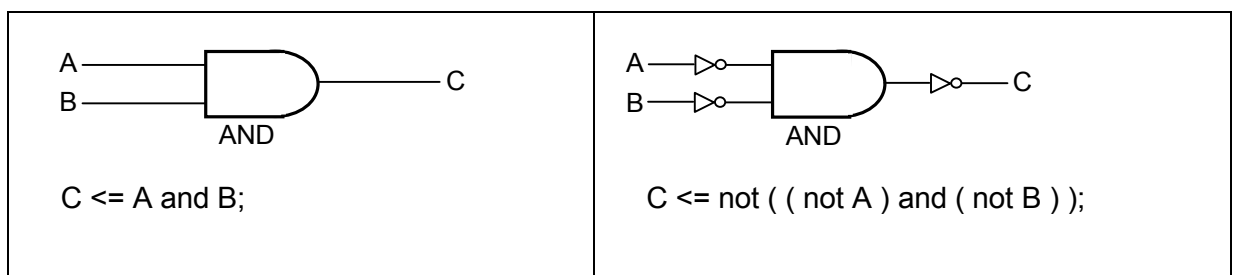 A
B
C
AND
C <= A and B;
A
B
C
AND
C <= not ( ( not A ) and ( not B ) );